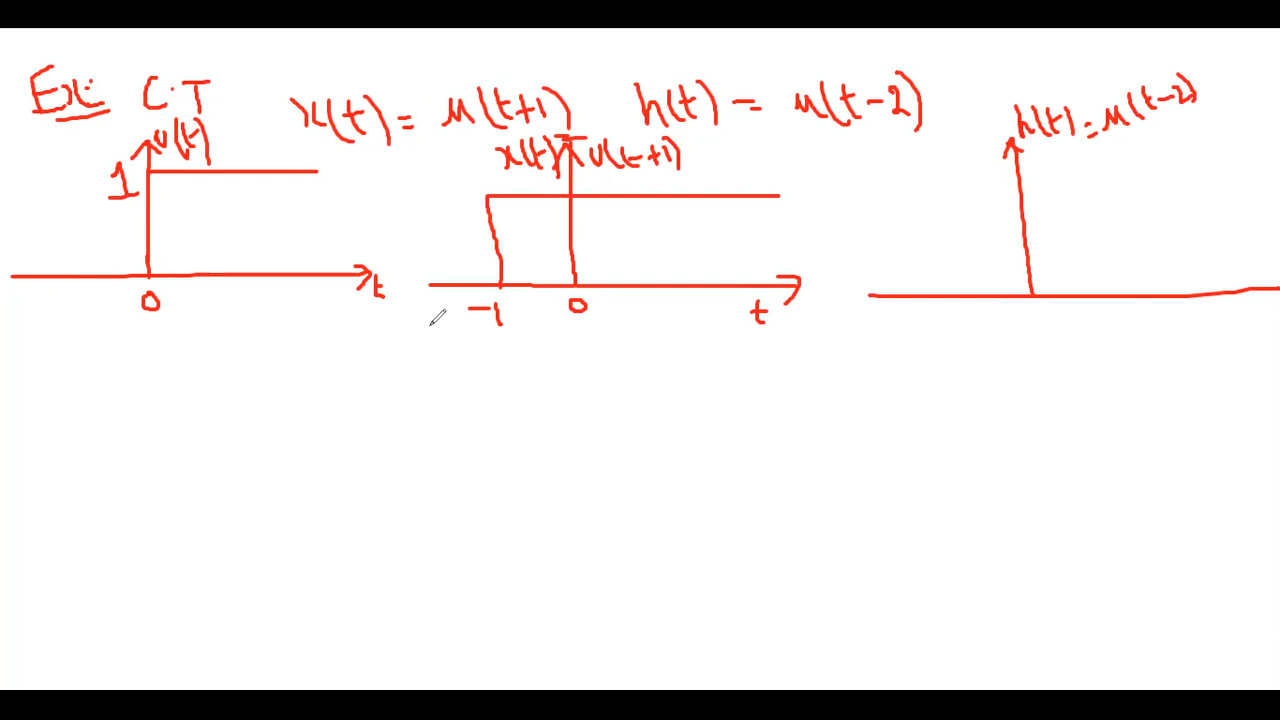 Ex:- C.T x(t) = u(t+1) h(t) = u(t-2)
u(t)
1
0
t
x(t) = u(t+1)
-1 0 t
h(t) = u(t-2)